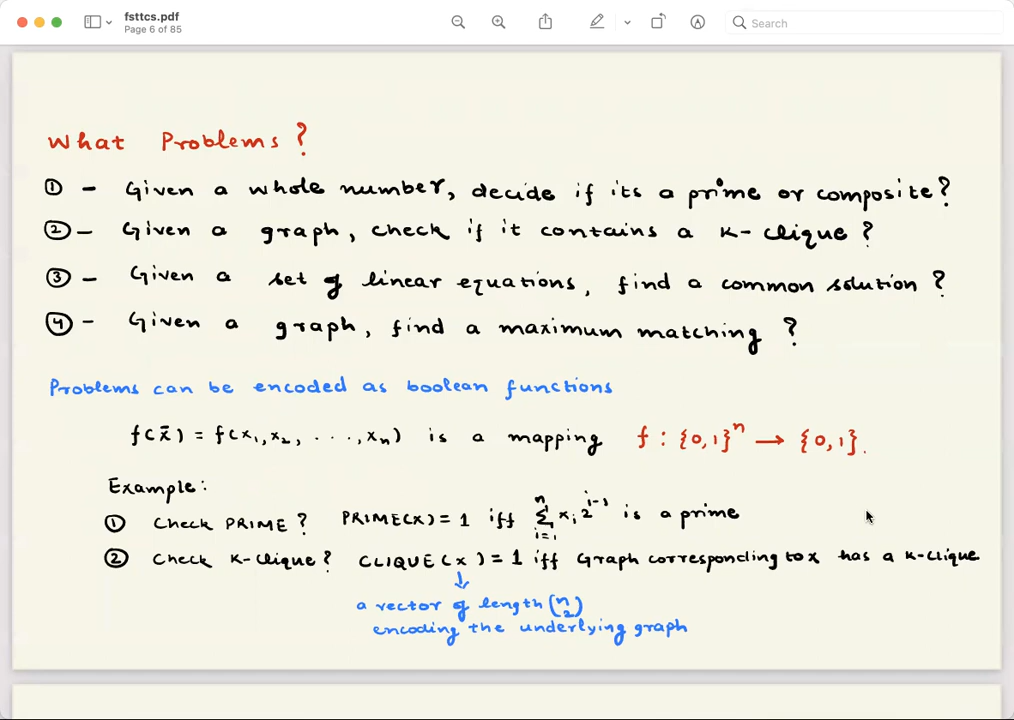 fsttcs.pdf
Page 6 of 85
Search
What Problems?
① - Given a whole number, decide if its a prime or composite?
② - Given a graph, check if it contains a k-clique?
③ - Given a set of linear equations, find a common solution?
④ - Given a graph, find a maximum matching?
Problems can be encoded as boolean functions
f(x̄) = f(x₁, x₂, ..., xₙ) is a mapping f : {0,1}ⁿ → {0,1}.
Example:
① Check PRIME? PRIME(x) = 1 iff ∑ᵢ₌₁ⁿ xᵢ 2ⁱ⁻¹ is a prime
② Check k-clique? CLIQUE(x) = 1 iff Graph corresponding to x has a k-clique
a vector of length (n 2)
encoding the underlying graph